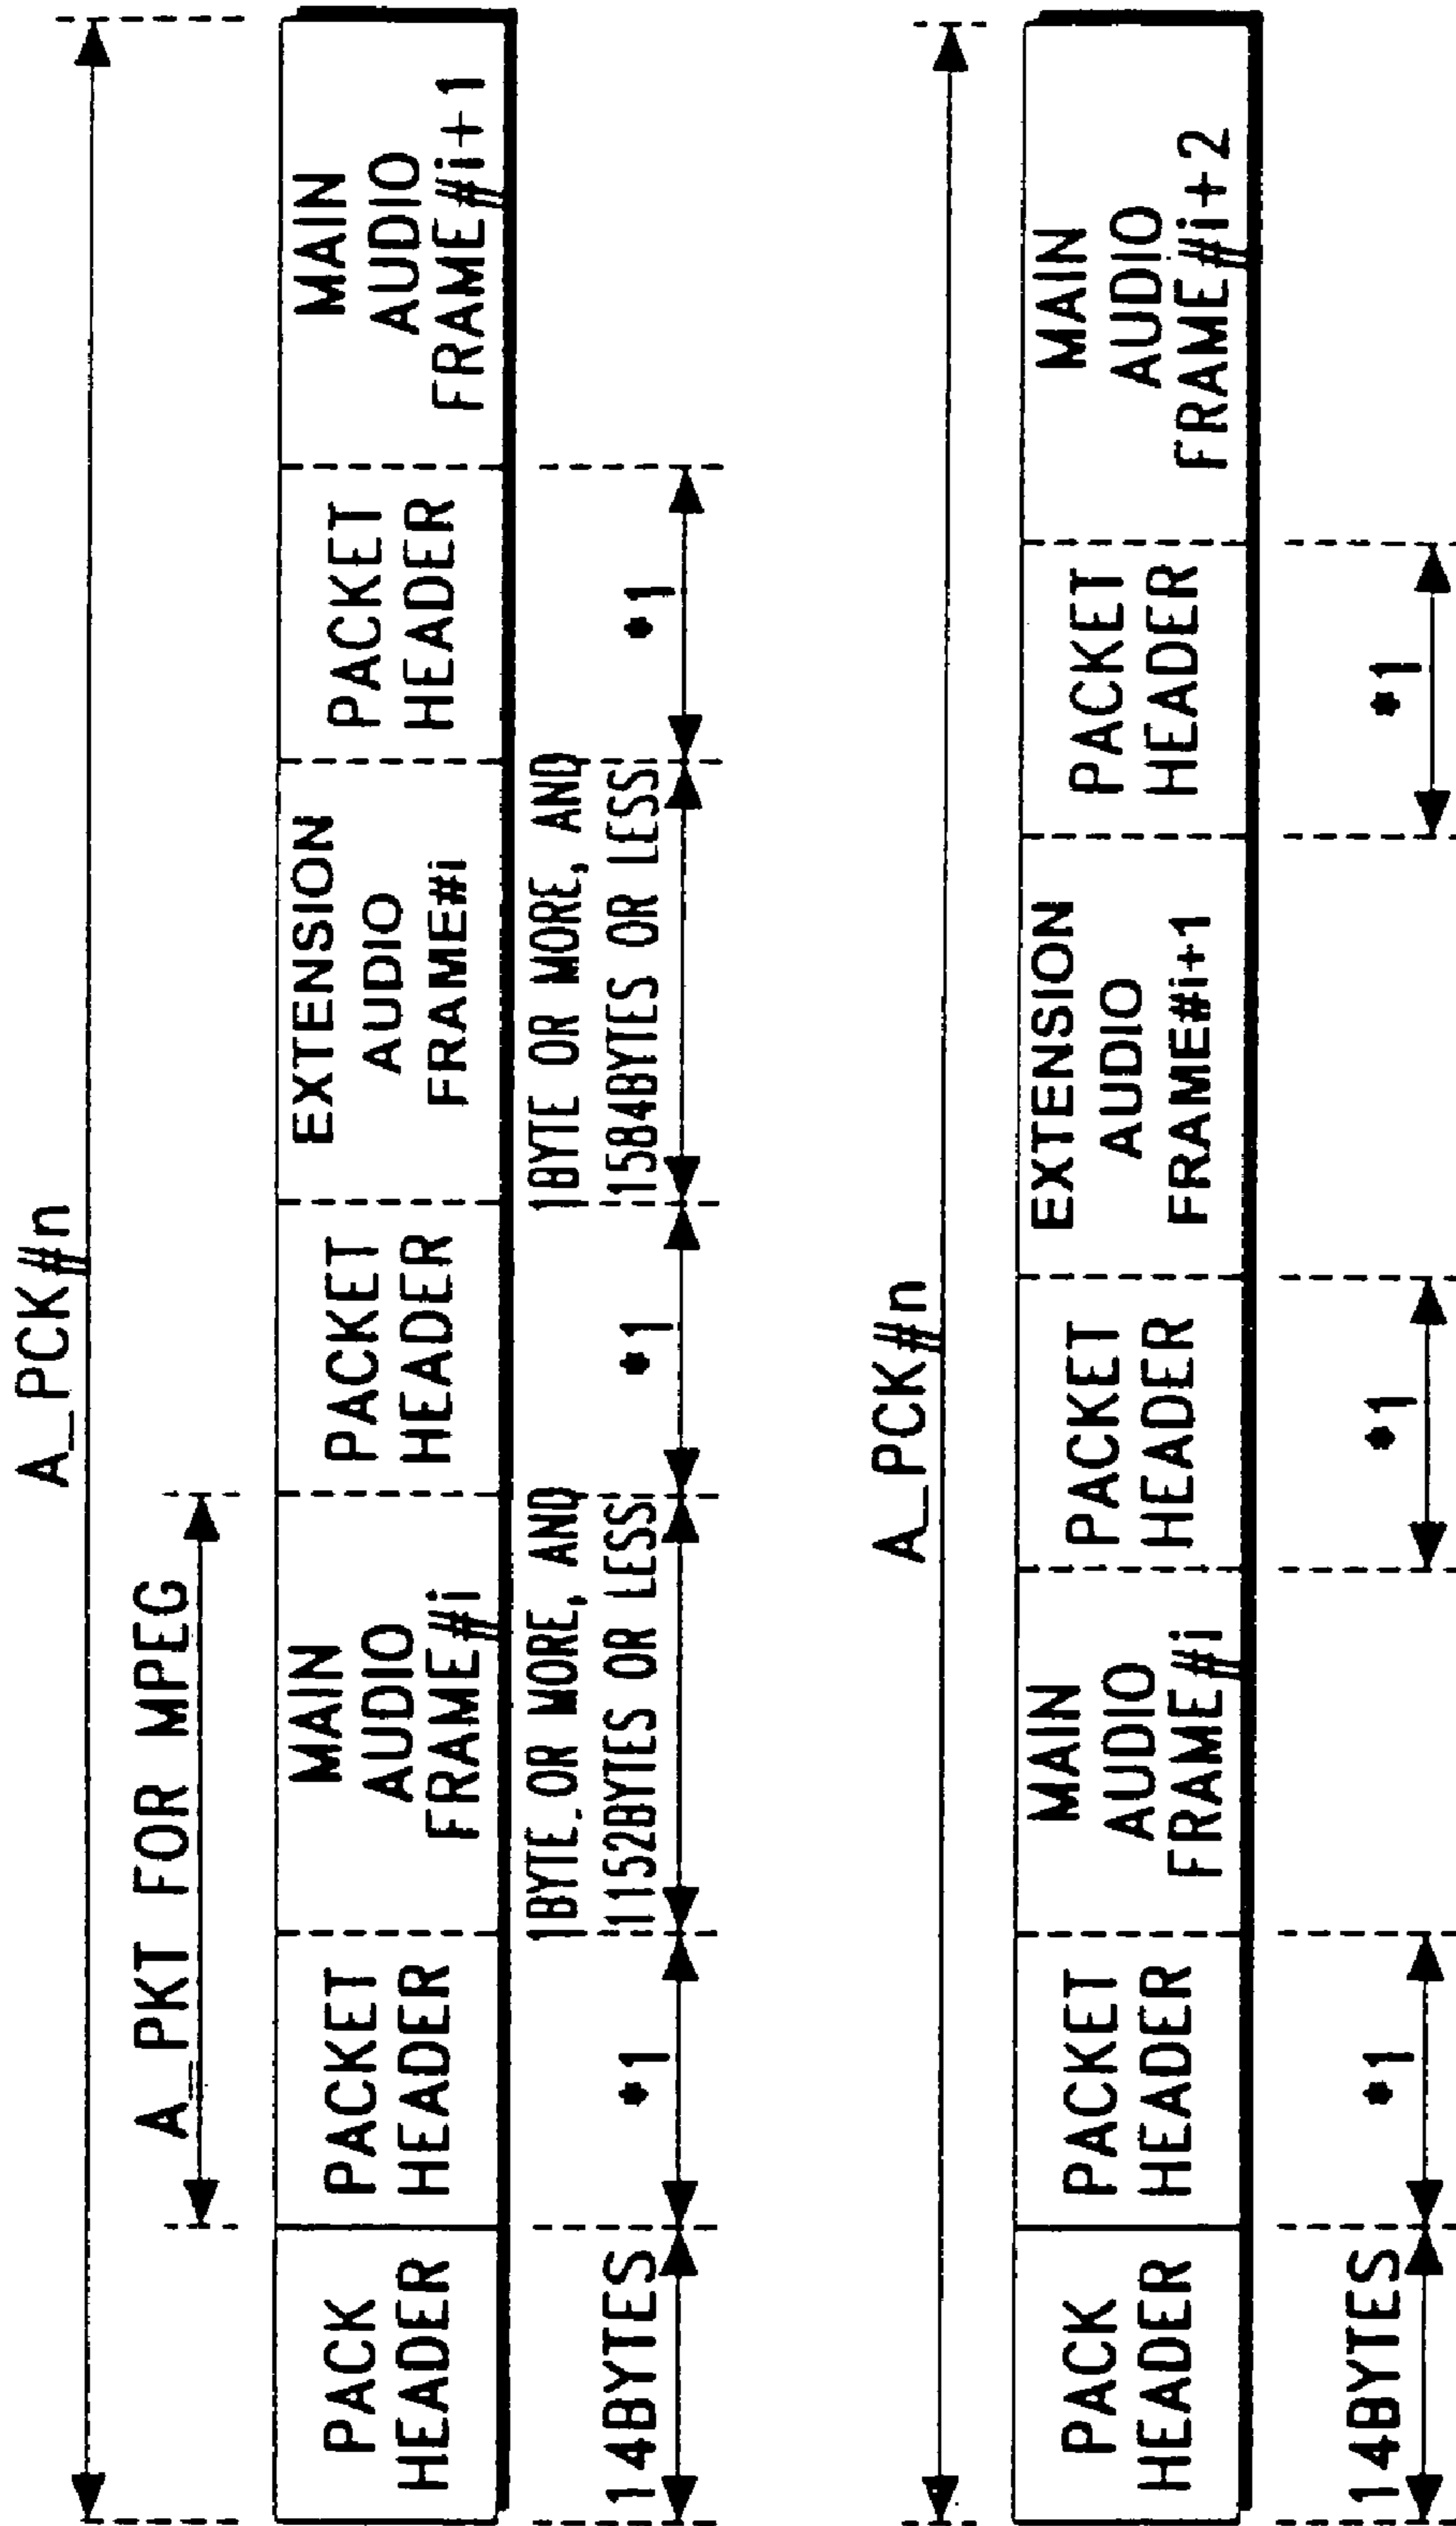 A_PCK#n
A_PKT FOR MPEG
PACK
HEADER
PACKET
HEADER
MAIN
AUDIO
FRAME#i
PACKET
HEADER
EXTENSION
AUDIO
FRAME#i
PACKET
HEADER
MAIN
AUDIO
FRAME#i+1
14BYTES
*1
1BYTE OR MORE, AND
1152BYTES OR LESS
*1
1BYTE OR MORE, AND
1584BYTES OR LESS
*1
A_PCK#n
PACK
HEADER
PACKET
HEADER
MAIN
AUDIO
FRAME#i
PACKET
HEADER
EXTENSION
AUDIO
FRAME#i+1
PACKET
HEADER
MAIN
AUDIO
FRAME#i+2
14BYTES
*1
*1
*1